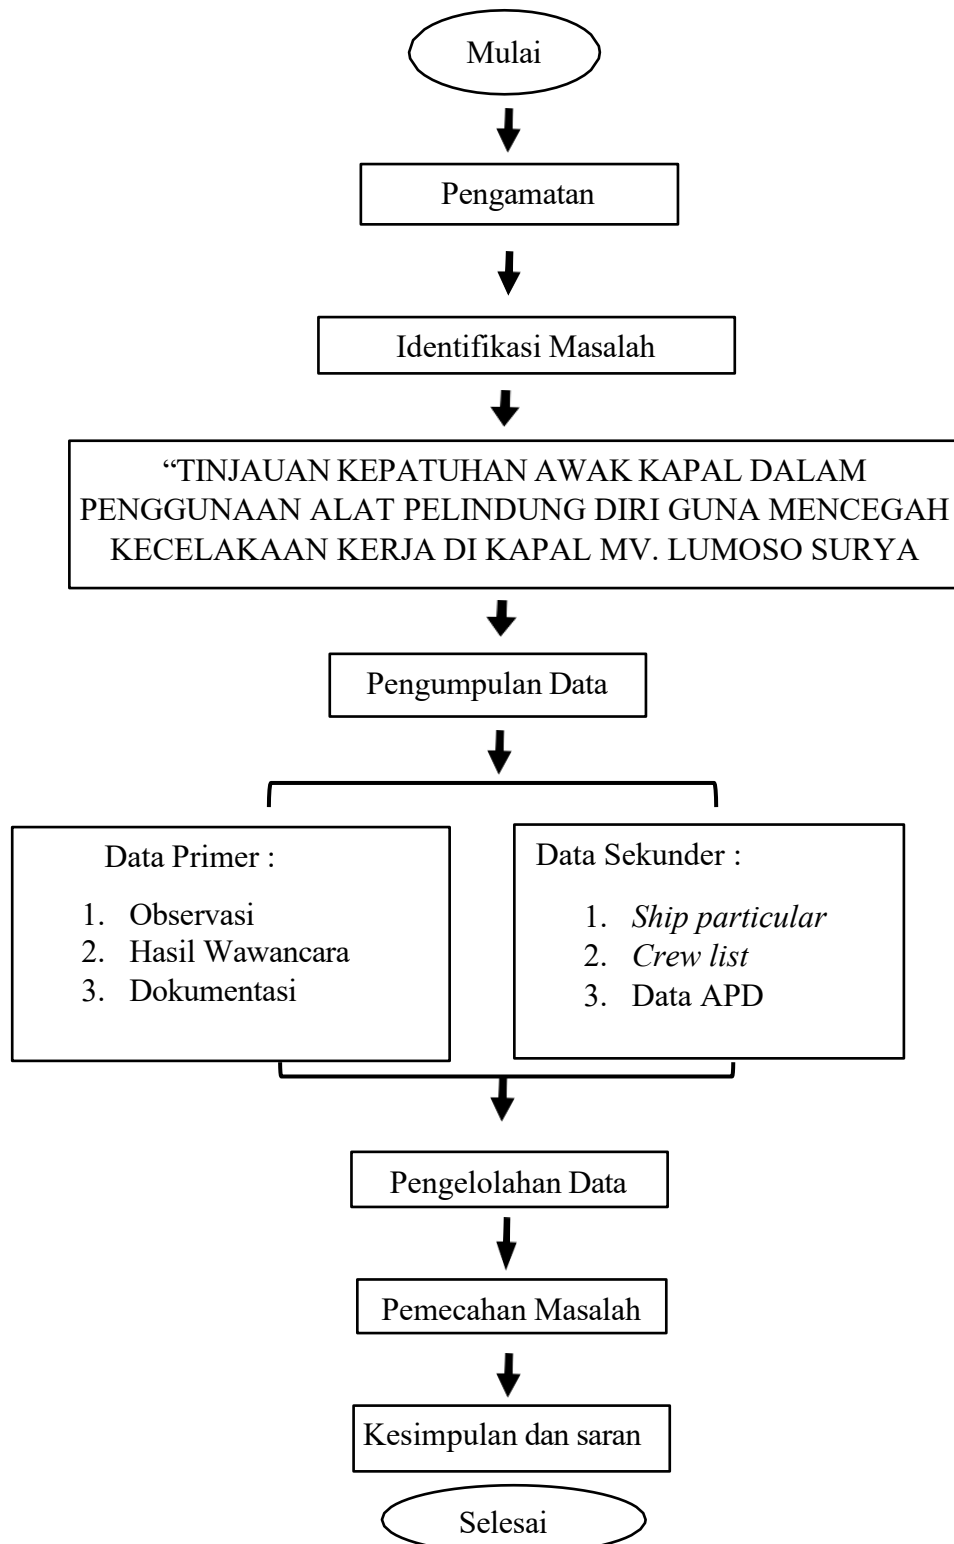 Mulai
Pengamatan
Identifikasi Masalah
“TINJAUAN KEPATUHAN AWAK KAPAL DALAM
PENGGUNAAN ALAT PELINDUNG DIRI GUNA MENCEGAH
KECELAKAAN KERJA DI KAPAL MV. LUMOSO SURYA
Pengumpulan Data
Data Primer :
1. Observasi
2. Hasil Wawancara
3. Dokumentasi
Data Sekunder :
1. Ship particular
2. Crew list
3. Data APD
Pengelolahan Data
Pemecahan Masalah
Kesimpulan dan saran
Selesai